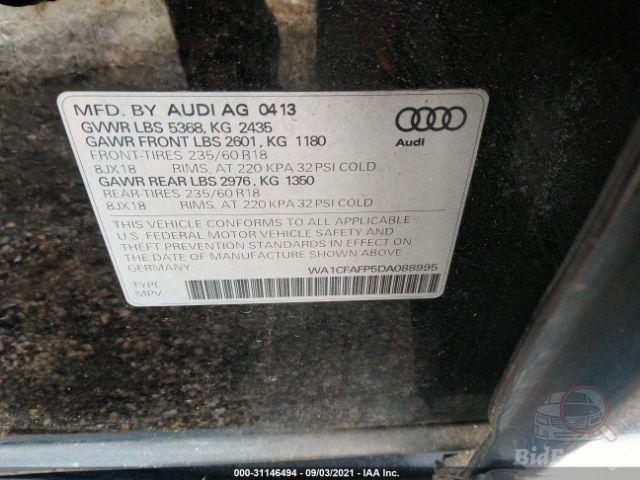 MFD. BY AUDI AG 0413
GVWR LBS 5368, KG 2435
GAWR FRONT LBS 2601, KG 1180
FRONT-TIRES 235/60 R18
8JX18 RIMS, AT 220 KPA 32 PSI COLD
GAWR REAR LBS 2976, KG 1350
REAR-TIRES 235/60 R18
8JX18 RIMS, AT 220 KPA 32 PSI COLD
Audi
THIS VEHICLE CONFORMS TO ALL APPLICABLE
U.S. FEDERAL MOTOR VEHICLE SAFETY AND
THEFT PREVENTION STANDARDS IN EFFECT ON
THE DATE OF MANUFACTURE SHOWN ABOVE
GERMANY WA1CFAFP5DA088995
TYPE
MPV
© 31146494 - 09/03/2021 - IAA Inc.